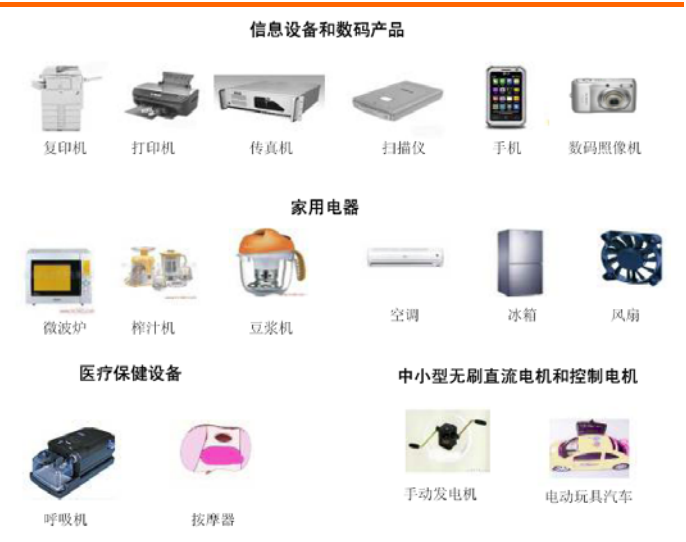 信息设备和数码产品
复印机 打印机 传真机 扫描仪 手机 数码照像机
家用电器
微波炉 榨汁机 豆浆机 空调 冰箱 风扇
医疗保健设备 中小型无刷直流电机和控制电机
呼吸机 按摩器 手动发电机 电动玩具汽车